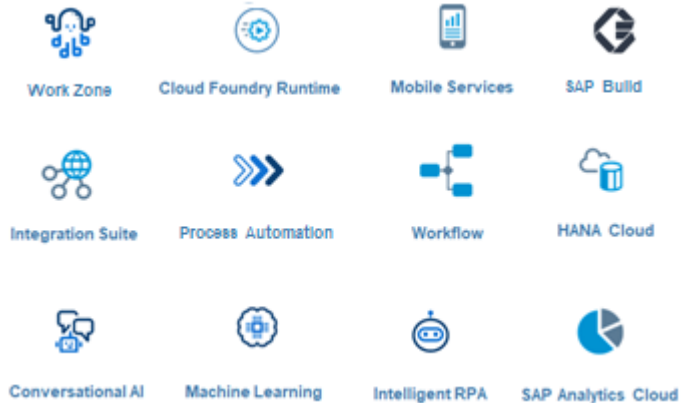 Work Zone
Cloud Foundry Runtime
Mobile Services
SAP Build
Integration Suite
Process Automation
Workflow
HANA Cloud
Conversational AI
Machine Learning
Intelligent RPA
SAP Analytics Cloud